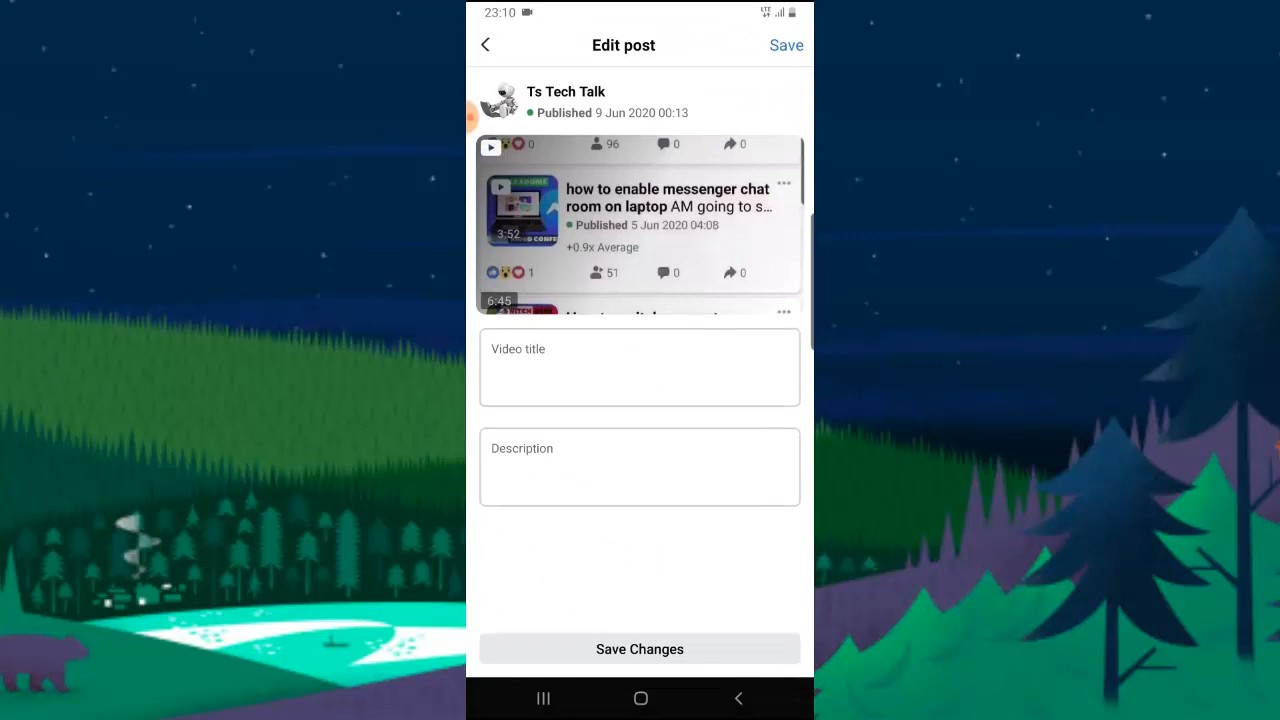 23:10 LTE
Edit post
Save
Ts Tech Talk
Published 9 Jun 2020 00:13
0 96 0 0
how to enable messenger chat
room on laptop AM going to s...
3:52
Published 5 Jun 2020 04:08
+0.9x Average
1 51 0 0
6:45
Video title
Description
Save Changes